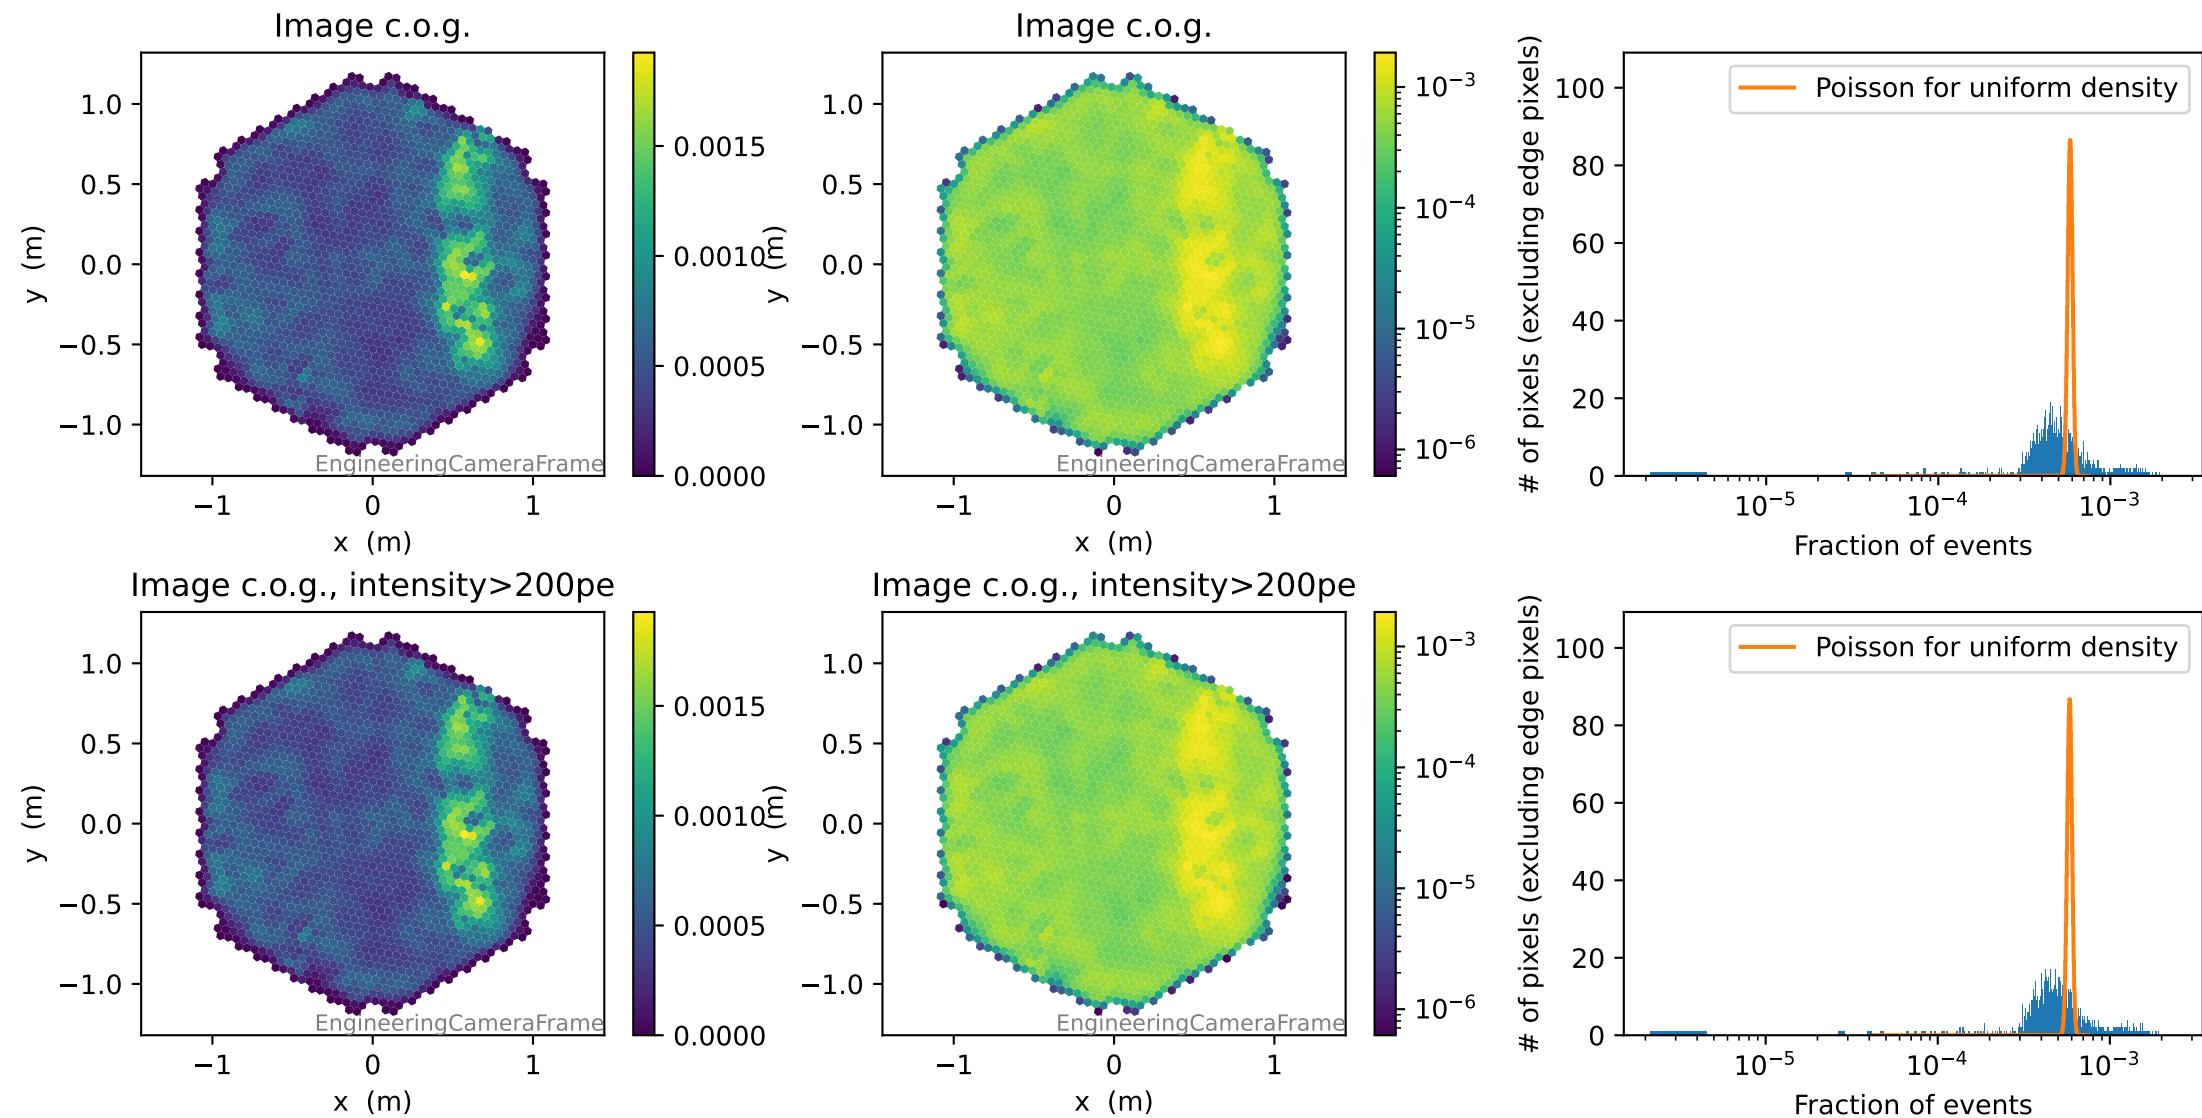 Image c.o.g.
y (m)
1.0
0.5
0.0
−0.5
−1.0
−1 0 1
x (m)
EngineeringCameraFrame
0.0015
0.0010
0.0005
0.0000
Image c.o.g.
y (m)
1.0
0.5
0.0
−0.5
−1.0
−1 0 1
x (m)
EngineeringCameraFrame
10⁻³
10⁻⁴
10⁻⁵
10⁻⁶
# of pixels (excluding edge pixels)
100
80
60
40
20
0
Poisson for uniform density
10⁻⁵ 10⁻⁴ 10⁻³
Fraction of events
Image c.o.g., intensity>200pe
y (m)
1.0
0.5
0.0
−0.5
−1.0
−1 0 1
x (m)
EngineeringCameraFrame
0.0015
0.0010
0.0005
0.0000
Image c.o.g., intensity>200pe
y (m)
1.0
0.5
0.0
−0.5
−1.0
−1 0 1
x (m)
EngineeringCameraFrame
10⁻³
10⁻⁴
10⁻⁵
10⁻⁶
# of pixels (excluding edge pixels)
100
80
60
40
20
0
Poisson for uniform density
10⁻⁵ 10⁻⁴ 10⁻³
Fraction of events